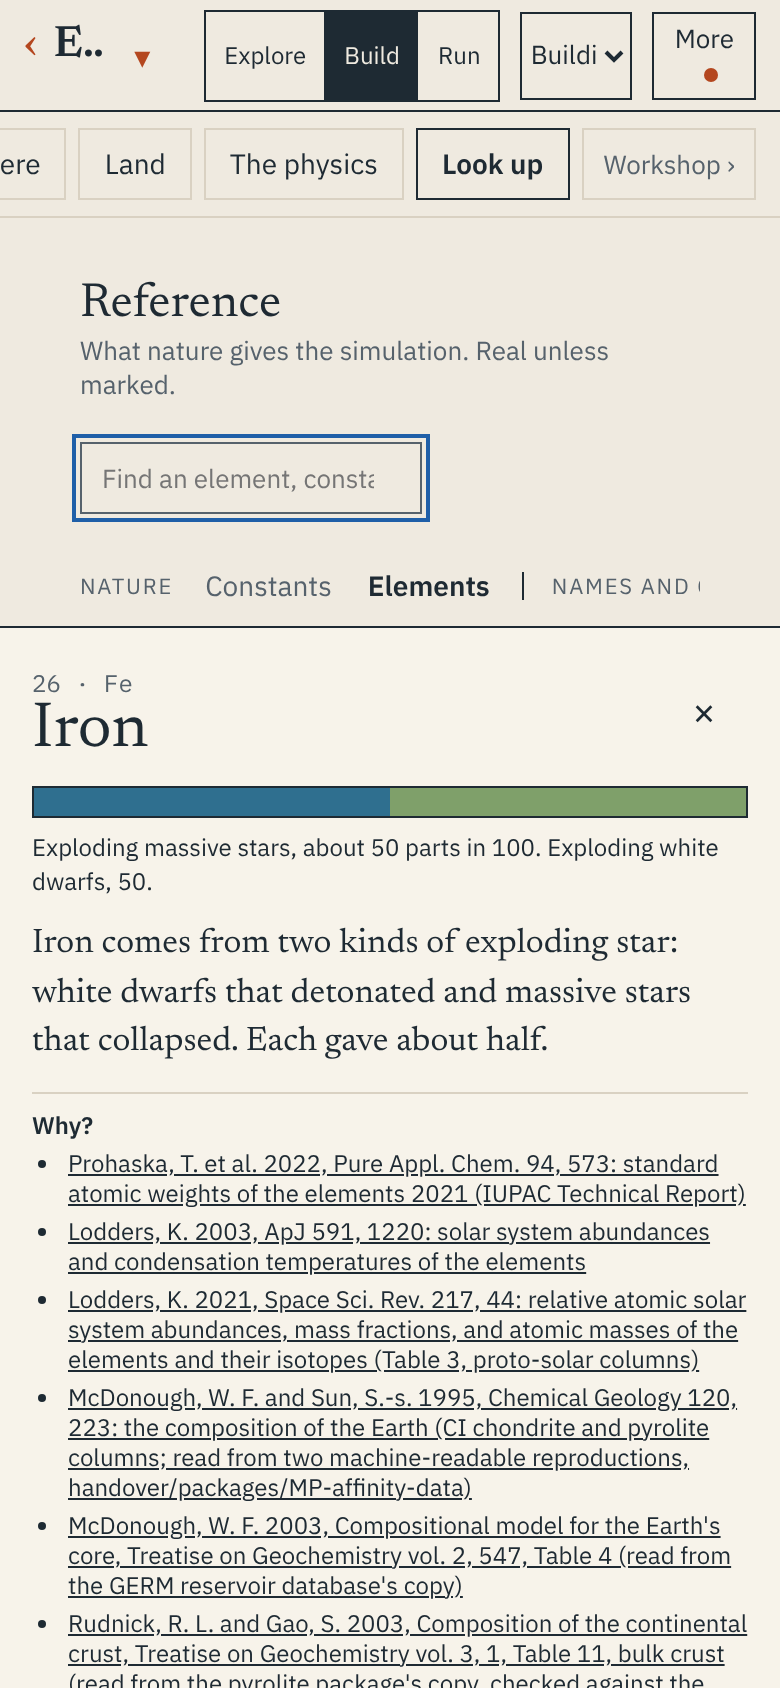 ‹ E.. ▼ Explore Build Run Buildi More
ere Land The physics Look up Workshop ›
Reference
What nature gives the simulation. Real unless
marked.
Find an element, consta
NATURE Constants Elements NAMES AND
26 · Fe
Iron ×
Exploding massive stars, about 50 parts in 100. Exploding white
dwarfs, 50.
Iron comes from two kinds of exploding star:
white dwarfs that detonated and massive stars
that collapsed. Each gave about half.
Why?
• Prohaska, T. et al. 2022, Pure Appl. Chem. 94, 573: standard
atomic weights of the elements 2021 (IUPAC Technical Report)
• Lodders, K. 2003, ApJ 591, 1220: solar system abundances
and condensation temperatures of the elements
• Lodders, K. 2021, Space Sci. Rev. 217, 44: relative atomic solar
system abundances, mass fractions, and atomic masses of the
elements and their isotopes (Table 3, proto-solar columns)
• McDonough, W. F. and Sun, S.-s. 1995, Chemical Geology 120,
223: the composition of the Earth (CI chondrite and pyrolite
columns; read from two machine-readable reproductions,
handover/packages/MP-affinity-data)
• McDonough, W. F. 2003, Compositional model for the Earth's
core, Treatise on Geochemistry vol. 2, 547, Table 4 (read from
the GERM reservoir database's copy)
• Rudnick, R. L. and Gao, S. 2003, Composition of the continental
crust, Treatise on Geochemistry vol. 3, 1, Table 11, bulk crust
(read from the pyrolite package's copy, checked against the